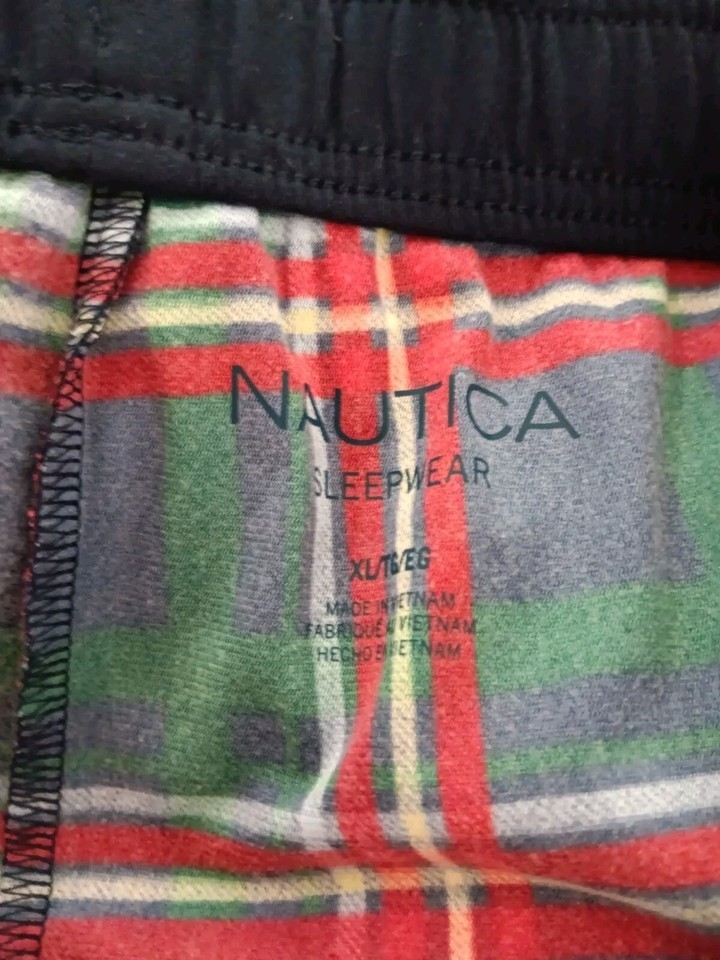 NAUTICA
SLEEPWEAR
XL/TG/EG
MADE IN VIETNAM
FABRIQUÉ AU VIETNAM
HECHO EN VIETNAM